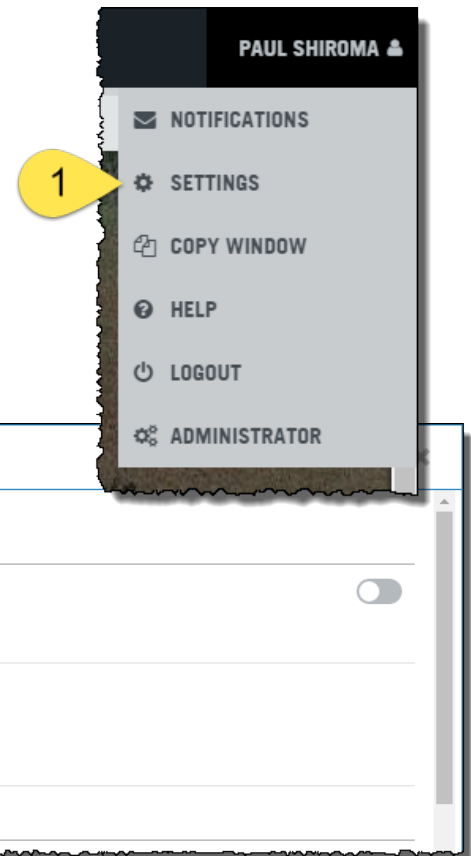 PAUL SHIROMA
NOTIFICATIONS
1
SETTINGS
COPY WINDOW
HELP
LOGOUT
ADMINISTRATOR